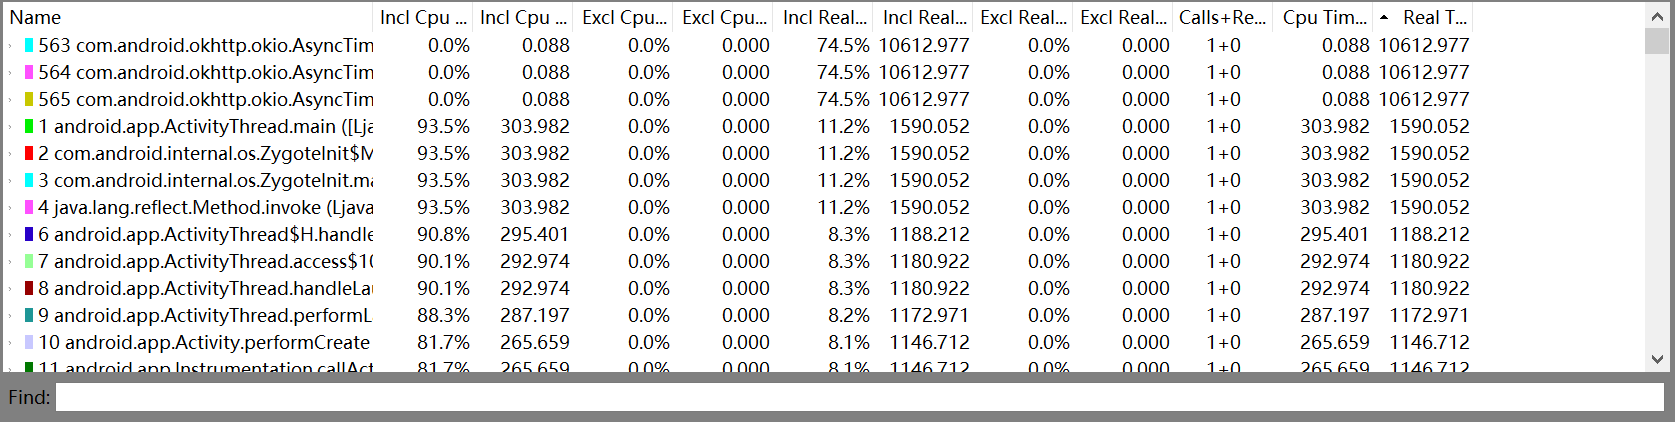 Name Incl Cpu ... Incl Cpu ... Excl Cpu... Excl Cpu... Incl Real... Incl Real... Excl Real... Excl Real... Calls+Re... Cpu Tim... Real T...
563 com.android.okhttp.okio.AsyncTim 0.0% 0.088 0.0% 0.000 74.5% 10612.977 0.0% 0.000 1+0 0.088 10612.977
564 com.android.okhttp.okio.AsyncTim 0.0% 0.088 0.0% 0.000 74.5% 10612.977 0.0% 0.000 1+0 0.088 10612.977
565 com.android.okhttp.okio.AsyncTim 0.0% 0.088 0.0% 0.000 74.5% 10612.977 0.0% 0.000 1+0 0.088 10612.977
1 android.app.ActivityThread.main ([Lja 93.5% 303.982 0.0% 0.000 11.2% 1590.052 0.0% 0.000 1+0 303.982 1590.052
2 com.android.internal.os.ZygoteInit$M 93.5% 303.982 0.0% 0.000 11.2% 1590.052 0.0% 0.000 1+0 303.982 1590.052
3 com.android.internal.os.ZygoteInit.ma 93.5% 303.982 0.0% 0.000 11.2% 1590.052 0.0% 0.000 1+0 303.982 1590.052
4 java.lang.reflect.Method.invoke (Ljava 93.5% 303.982 0.0% 0.000 11.2% 1590.052 0.0% 0.000 1+0 303.982 1590.052
6 android.app.ActivityThread$H.handle 90.8% 295.401 0.0% 0.000 8.3% 1188.212 0.0% 0.000 1+0 295.401 1188.212
7 android.app.ActivityThread.access$10 90.1% 292.974 0.0% 0.000 8.3% 1180.922 0.0% 0.000 1+0 292.974 1180.922
8 android.app.ActivityThread.handleLau 90.1% 292.974 0.0% 0.000 8.3% 1180.922 0.0% 0.000 1+0 292.974 1180.922
9 android.app.ActivityThread.performL 88.3% 287.197 0.0% 0.000 8.2% 1172.971 0.0% 0.000 1+0 287.197 1172.971
10 android.app.Activity.performCreate 81.7% 265.659 0.0% 0.000 8.1% 1146.712 0.0% 0.000 1+0 265.659 1146.712
11 android.app.Instrumentation.callAct 81.7% 265.659 0.0% 0.000 8.1% 1146.712 0.0% 0.000 1+0 265.659 1146.712
Find: